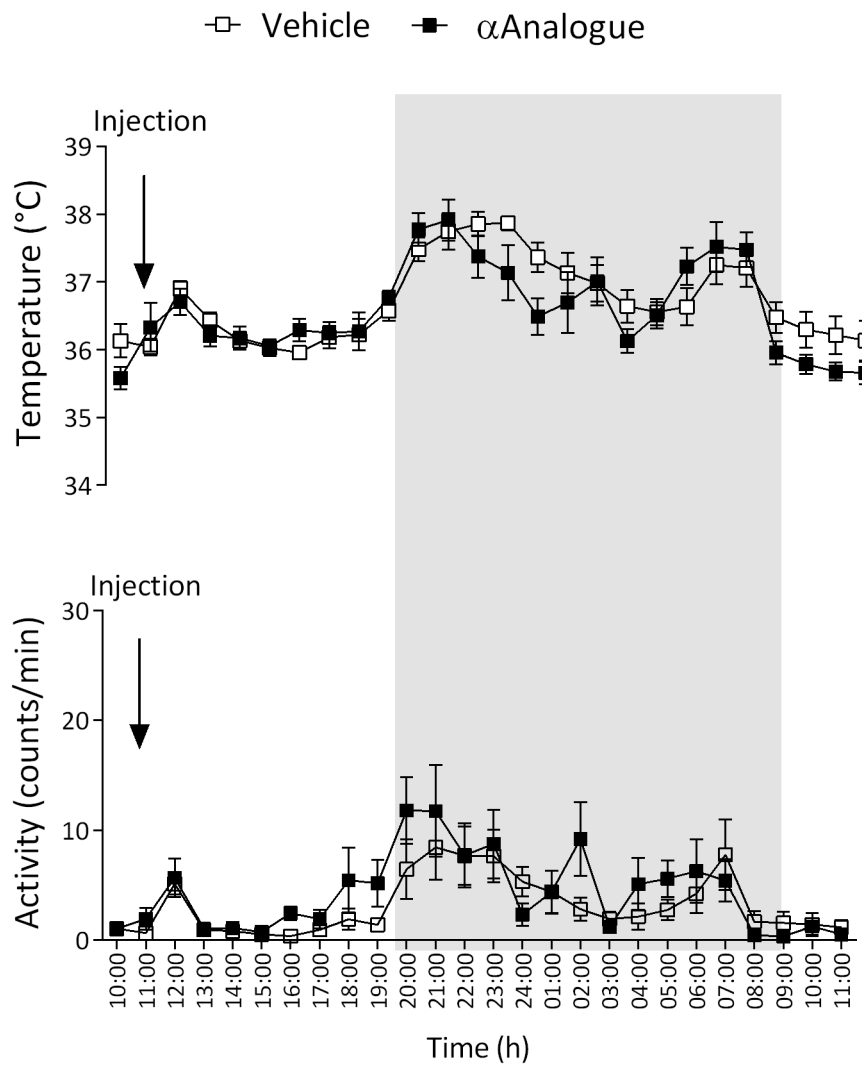 Vehicle αAnalogue
Injection
Temperature (°C)
39
38
37
36
35
34
Injection
Activity (counts/min)
30
20
10
0
10:00 11:00 12:00 13:00 14:00 15:00 16:00 17:00 18:00 19:00 20:00 21:00 22:00 23:00 24:00 01:00 02:00 03:00 04:00 05:00 06:00 07:00 08:00 09:00 10:00 11:00
Time (h)